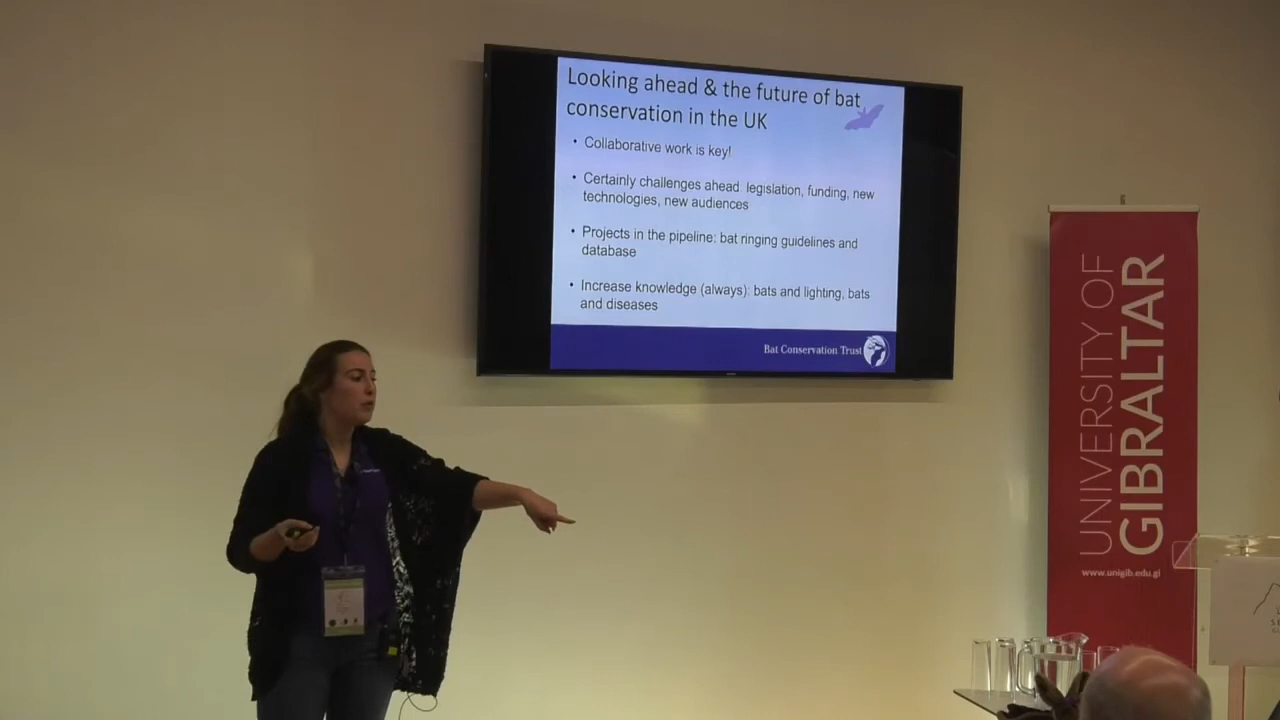 Looking ahead & the future of bat
conservation in the UK
• Collaborative work is key!
• Certainly challenges ahead legislation, funding, new
technologies, new audiences
• Projects in the pipeline: bat ringing guidelines and
database
• Increase knowledge (always): bats and lighting, bats
and diseases
Bat Conservation Trust
UNIVERSITY OF
GIBRALTAR
www.unigib.edu.gi